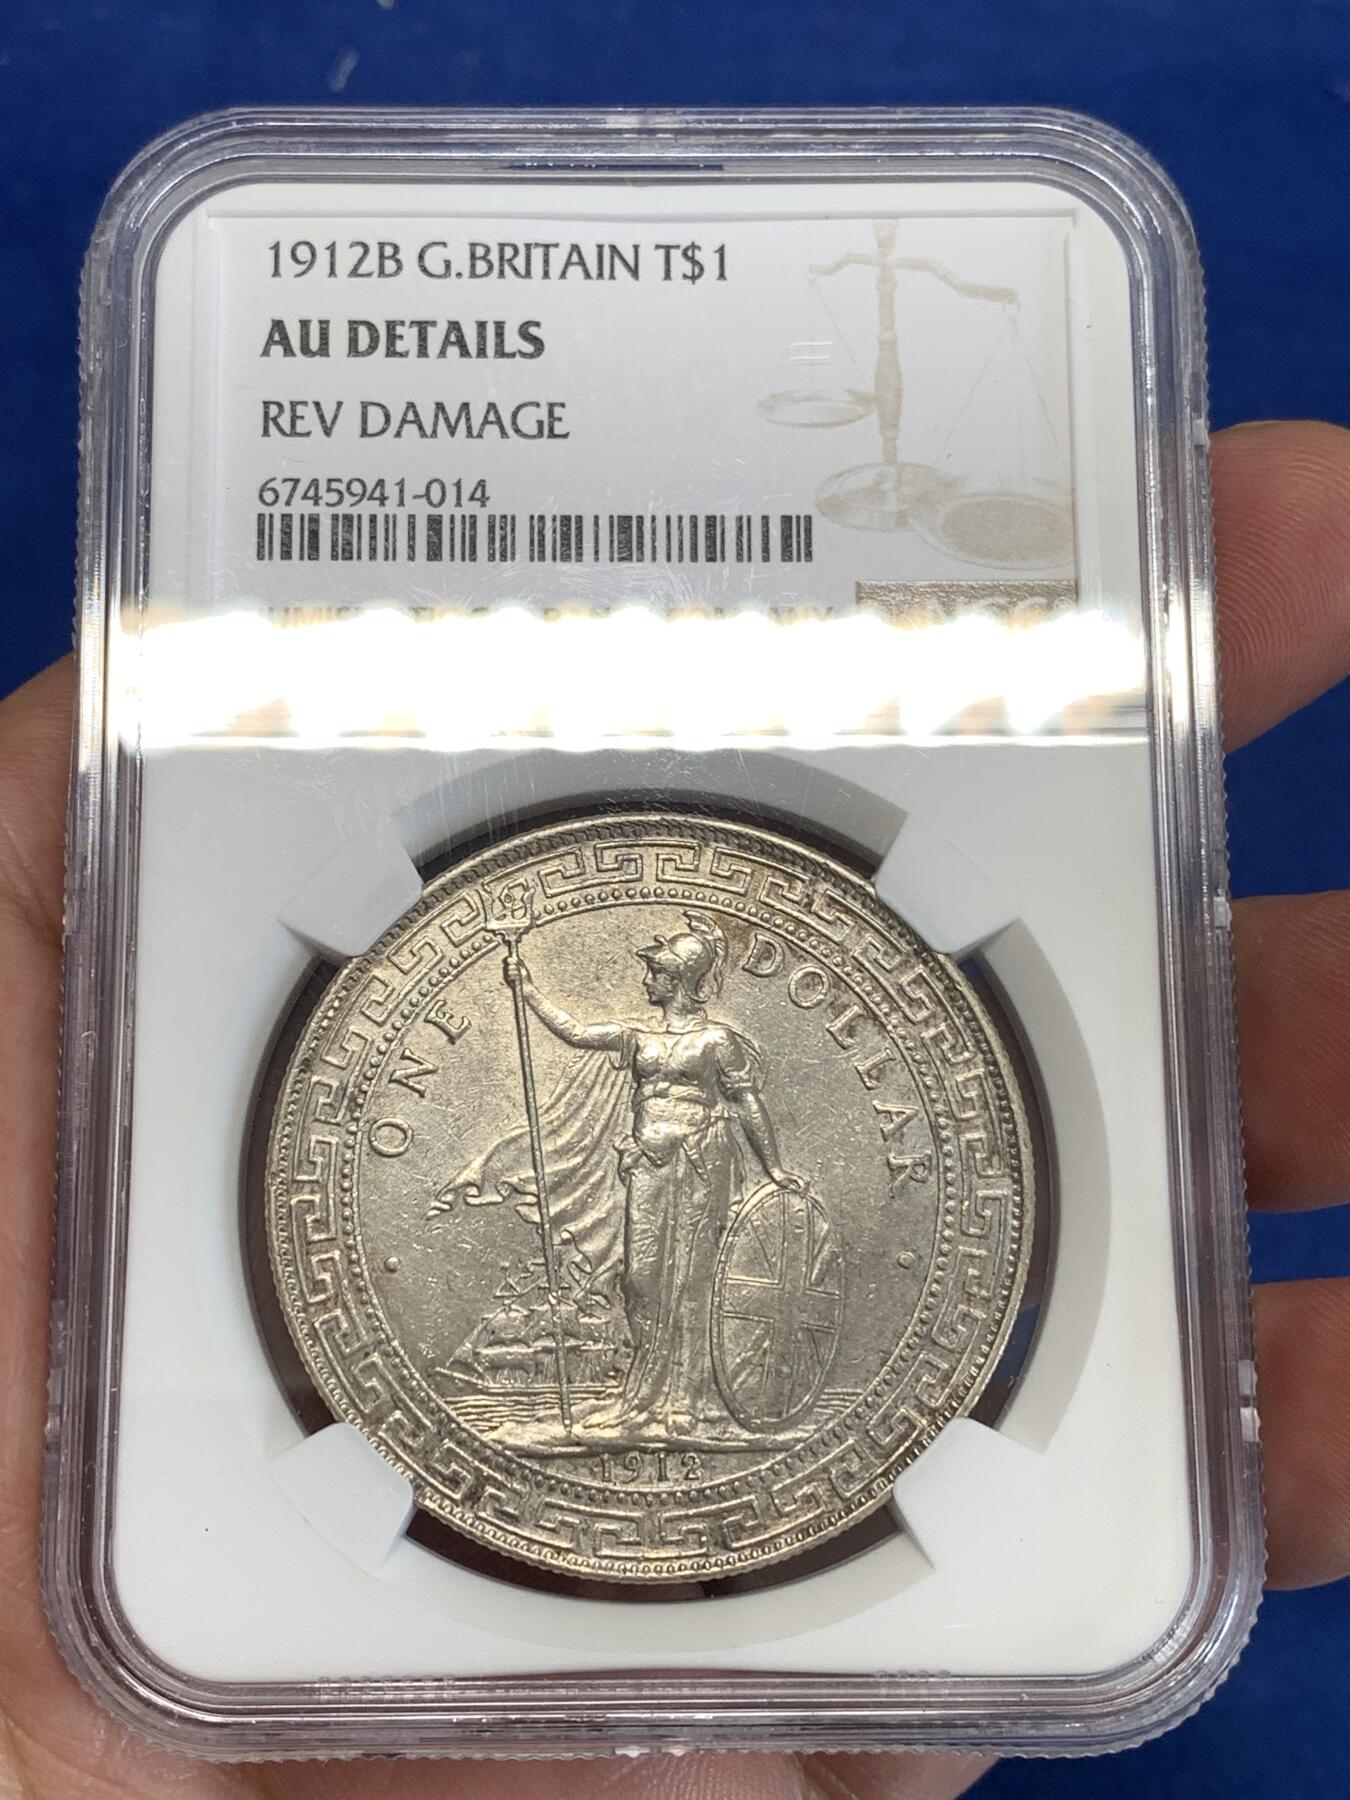 1912B G.BRITAIN T$1
AU DETAILS
REV DAMAGE
6745941-014
ONE DOLLAR
1912